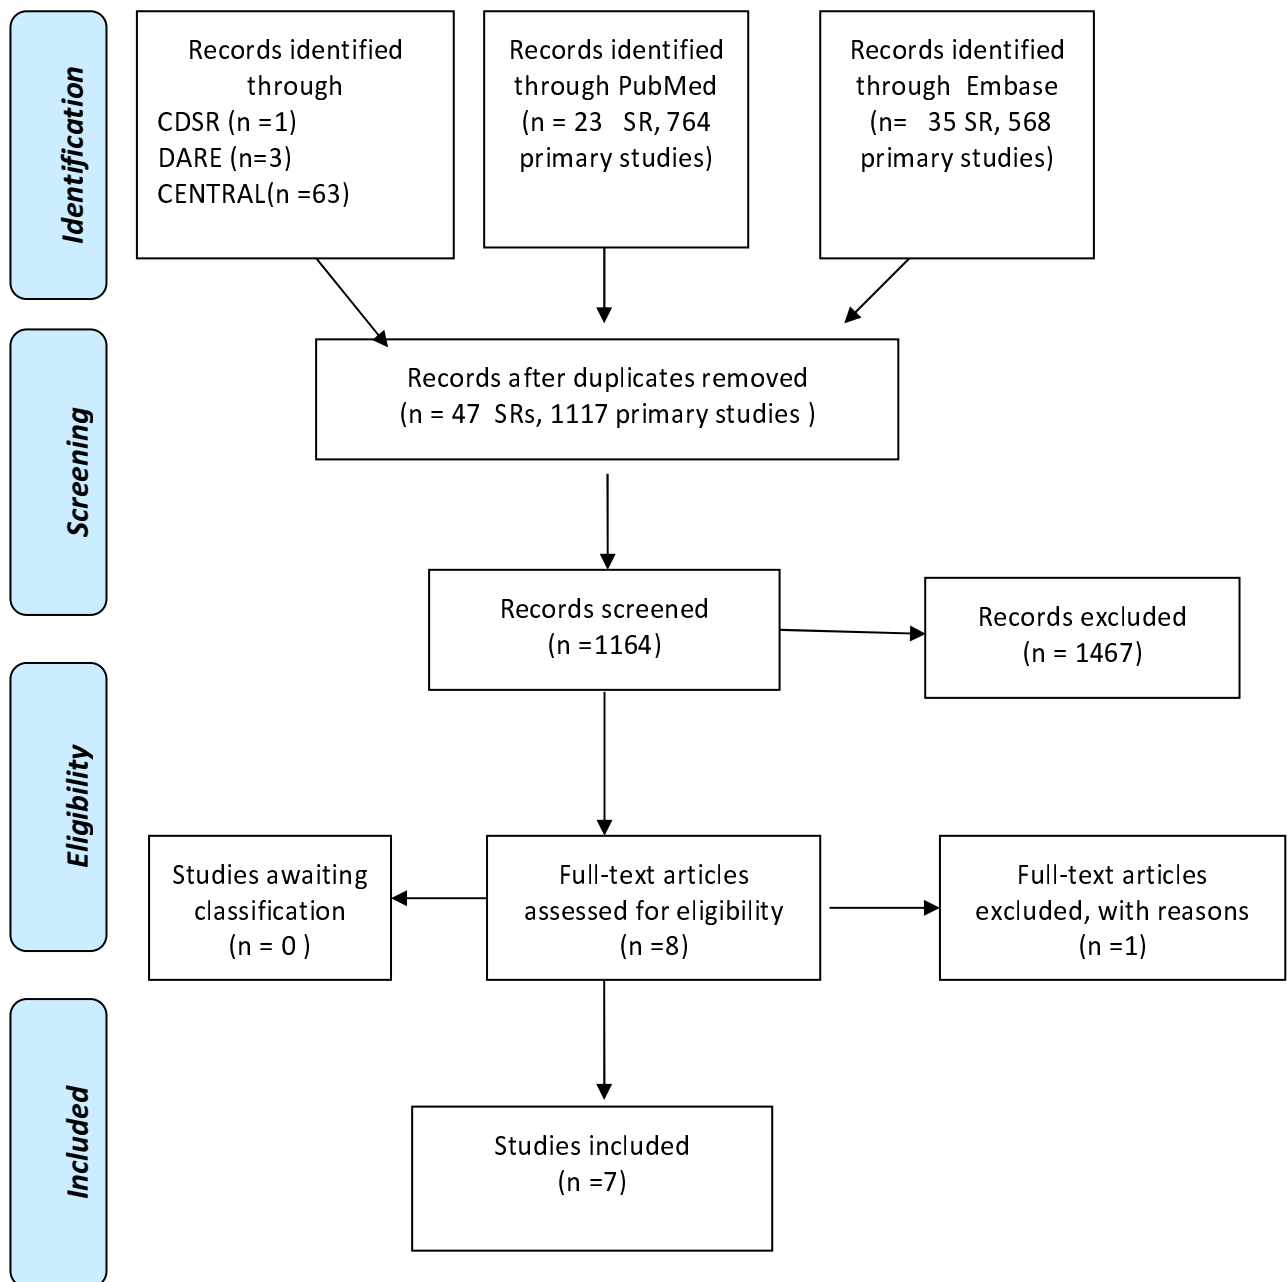 Identification
Records identified
through
CDSR (n =1)
DARE (n=3)
CENTRAL(n =63)
Records identified
through PubMed
(n = 23 SR, 764
primary studies)
Records identified
through Embase
(n= 35 SR, 568
primary studies)
Screening
Records after duplicates removed
(n = 47 SRs, 1117 primary studies )
Records screened
(n =1164)
Records excluded
(n = 1467)
Eligibility
Studies awaiting
classification
(n = 0 )
Full-text articles
assessed for eligibility
(n =8)
Full-text articles
excluded, with reasons
(n =1)
Included
Studies included
(n =7)